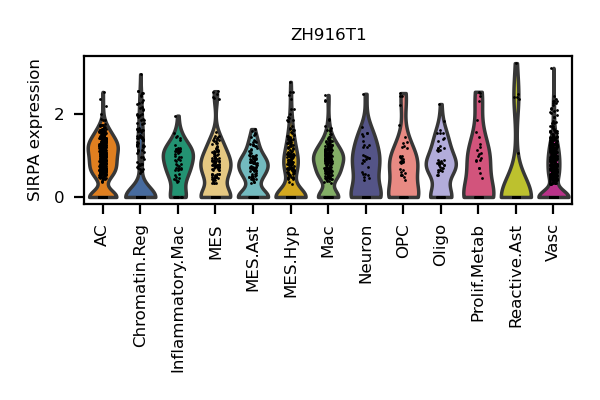 ZH916T1
SIRPA expression
2
0
AC
Chromatin.Reg
Inflammatory.Mac
MES
MES.Ast
MES.Hyp
Mac
Neuron
OPC
Oligo
Prolif.Metab
Reactive.Ast
Vasc